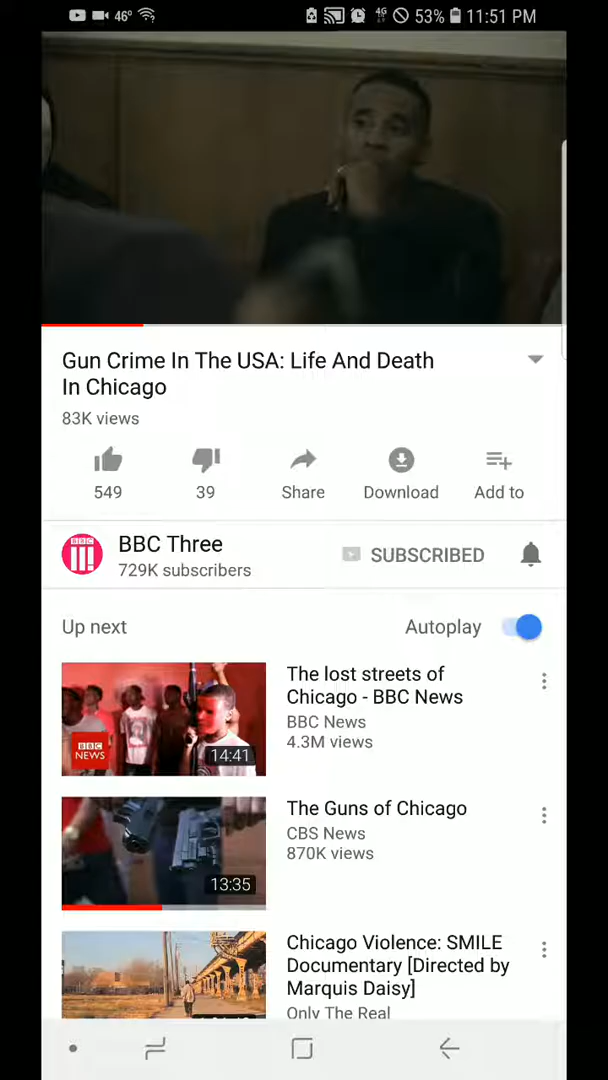 46° 4G 53% 11:51 PM
Gun Crime In The USA: Life And Death
In Chicago
83K views
549 39 Share Download Add to
BBC Three SUBSCRIBED
729K subscribers
Up next Autoplay
The lost streets of
Chicago - BBC News
BBC News
4.3M views
BBC
NEWS
14:41
The Guns of Chicago
CBS News
870K views
13:35
Chicago Violence: SMILE
Documentary [Directed by
Marquis Daisy]
Only The Real